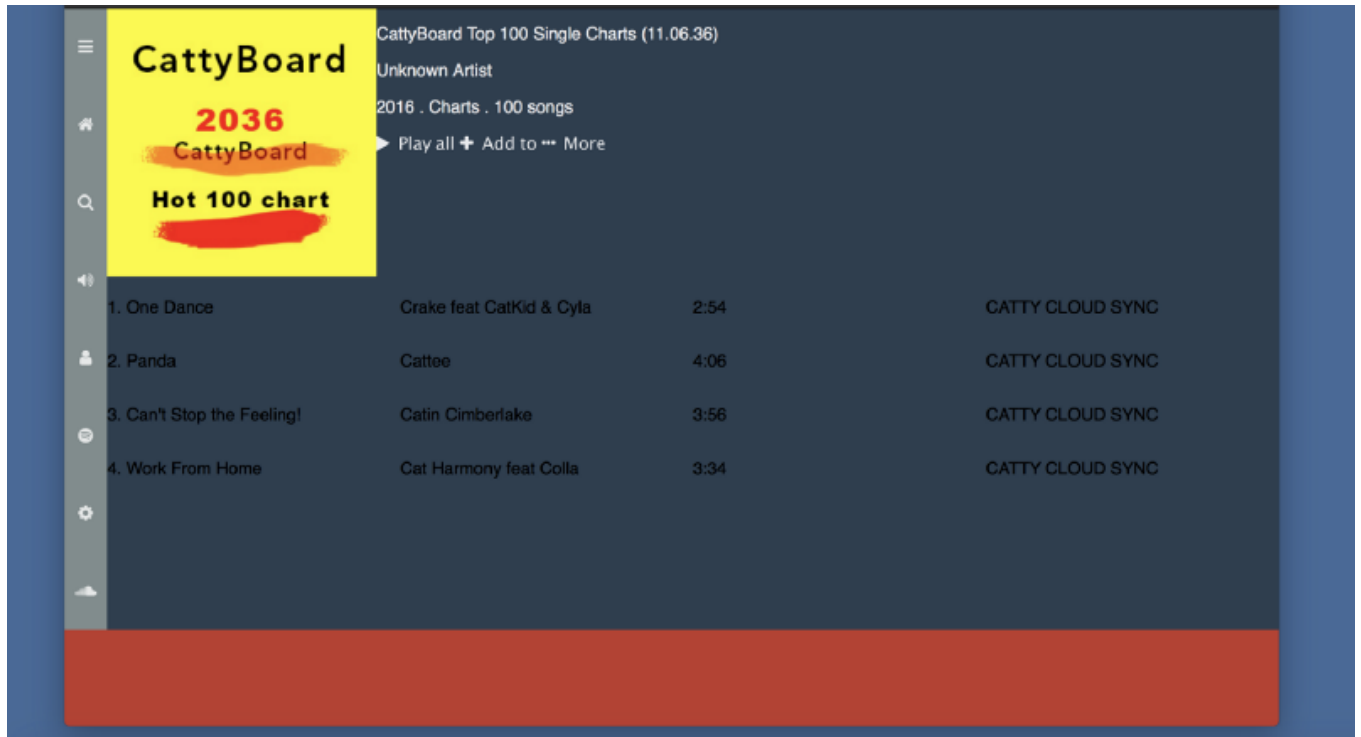 CattyBoard
2036
CattyBoard
Hot 100 chart
CattyBoard Top 100 Single Charts (11.06.36)
Unknown Artist
2016 . Charts . 100 songs
Play all Add to ··· More
1. One Dance Crake feat CatKid & Cyla 2:54 CATTY CLOUD SYNC
2. Panda Cattee 4:06 CATTY CLOUD SYNC
3. Can't Stop the Feeling! Catin Cimberlake 3:56 CATTY CLOUD SYNC
4. Work From Home Cat Harmony feat Colla 3:34 CATTY CLOUD SYNC